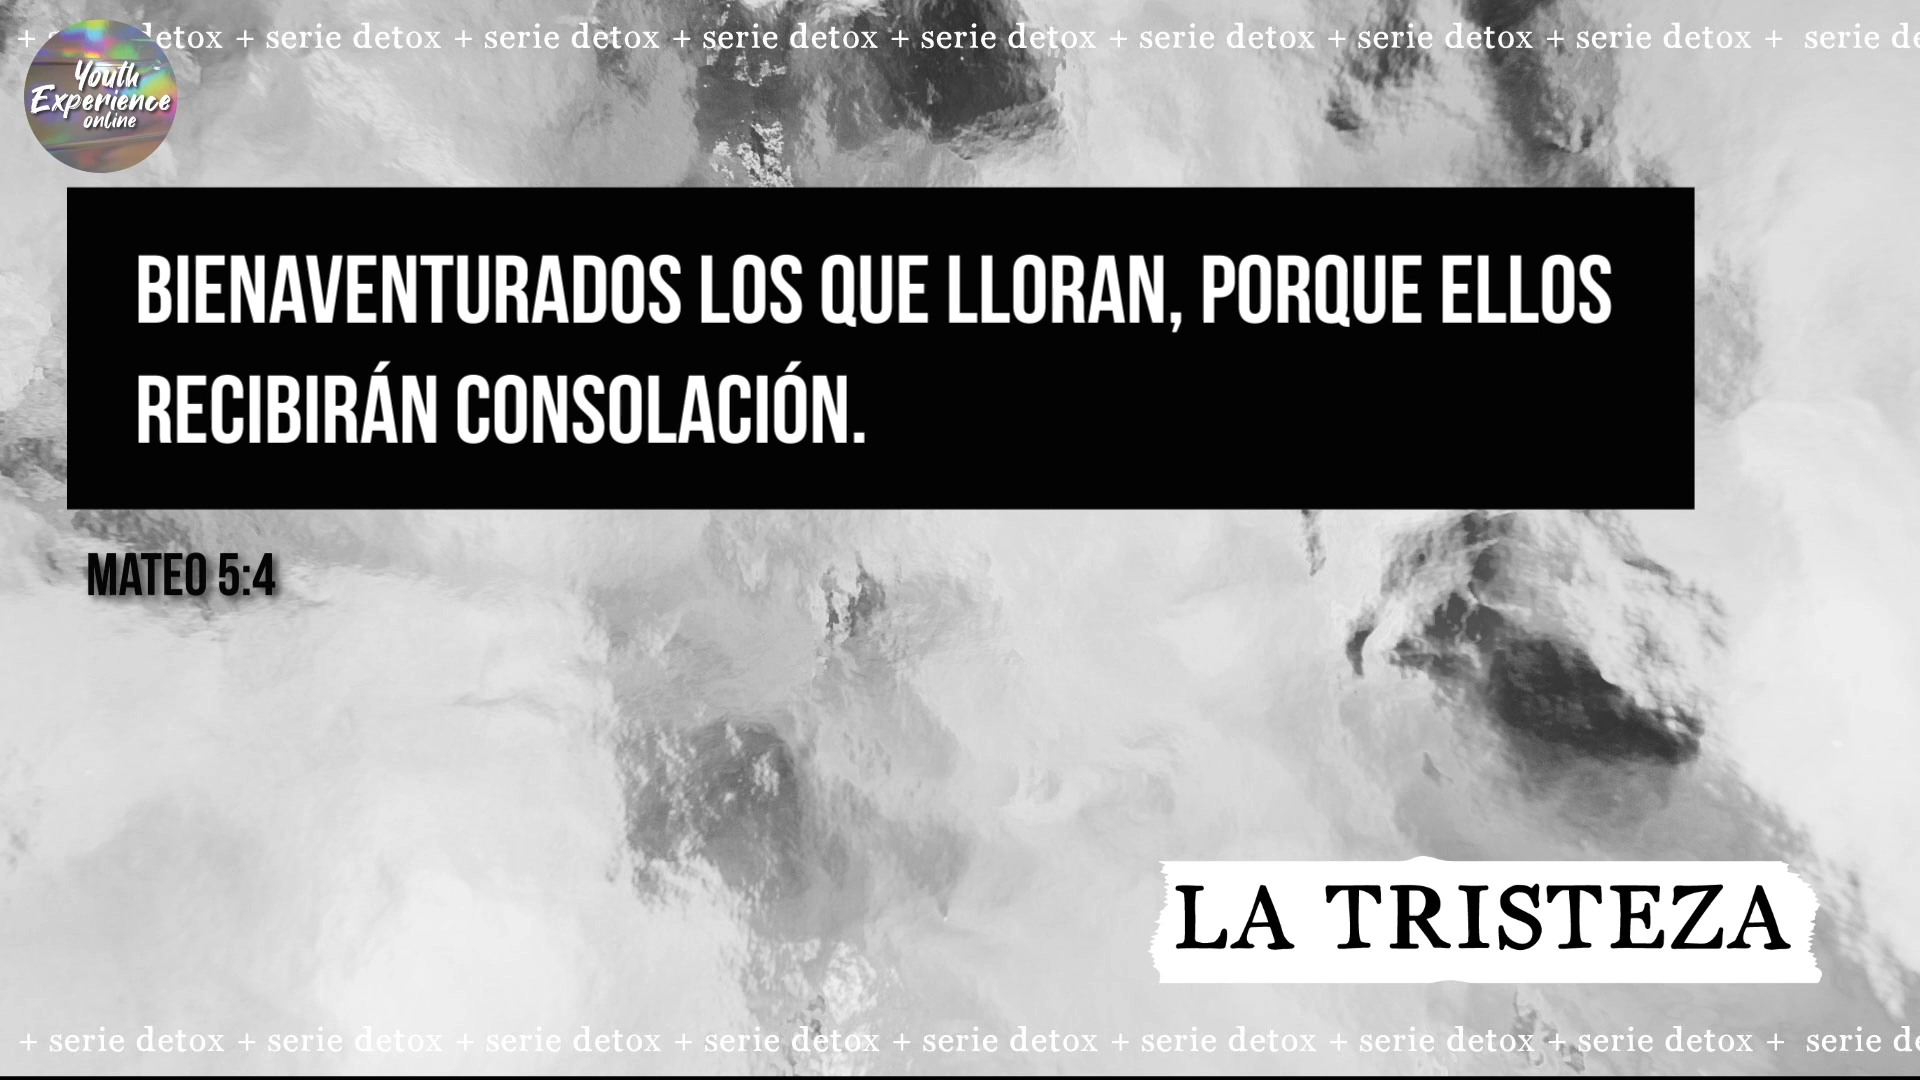 + serie detox + serie detox + serie detox + serie detox + serie detox + serie detox + serie detox + serie
Youth
Experience
online
BIENAVENTURADOS LOS QUE LLORAN, PORQUE ELLOS
RECIBIRÁN CONSOLACIÓN.
MATEO 5:4
LA TRISTEZA
+ serie detox + serie detox + serie detox + serie detox + serie detox + serie detox + serie detox + serie detox + serie